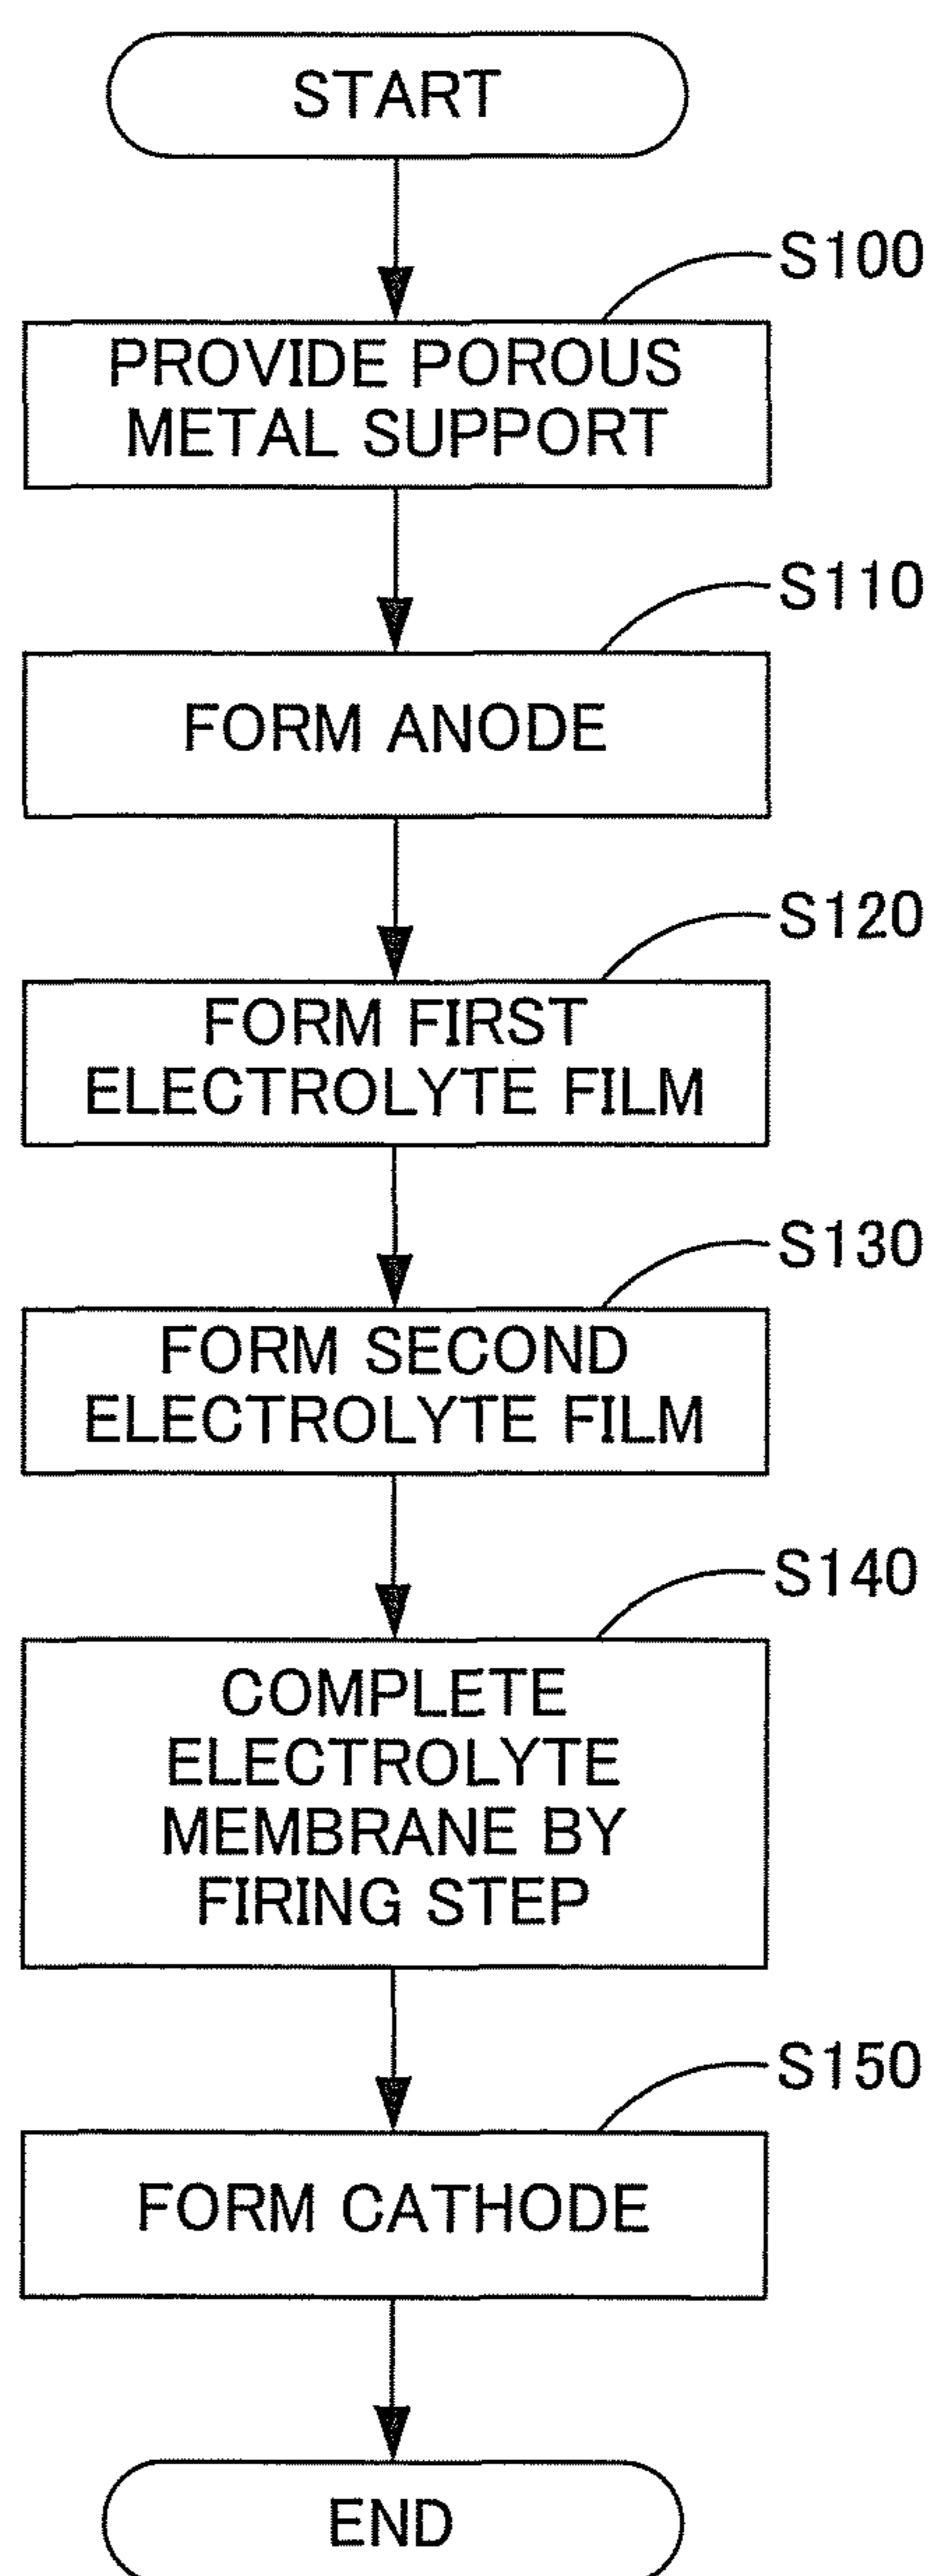 START
S100
PROVIDE POROUS
METAL SUPPORT
S110
FORM ANODE
S120
FORM FIRST
ELECTROLYTE FILM
S130
FORM SECOND
ELECTROLYTE FILM
S140
COMPLETE
ELECTROLYTE
MEMBRANE BY
FIRING STEP
S150
FORM CATHODE
END